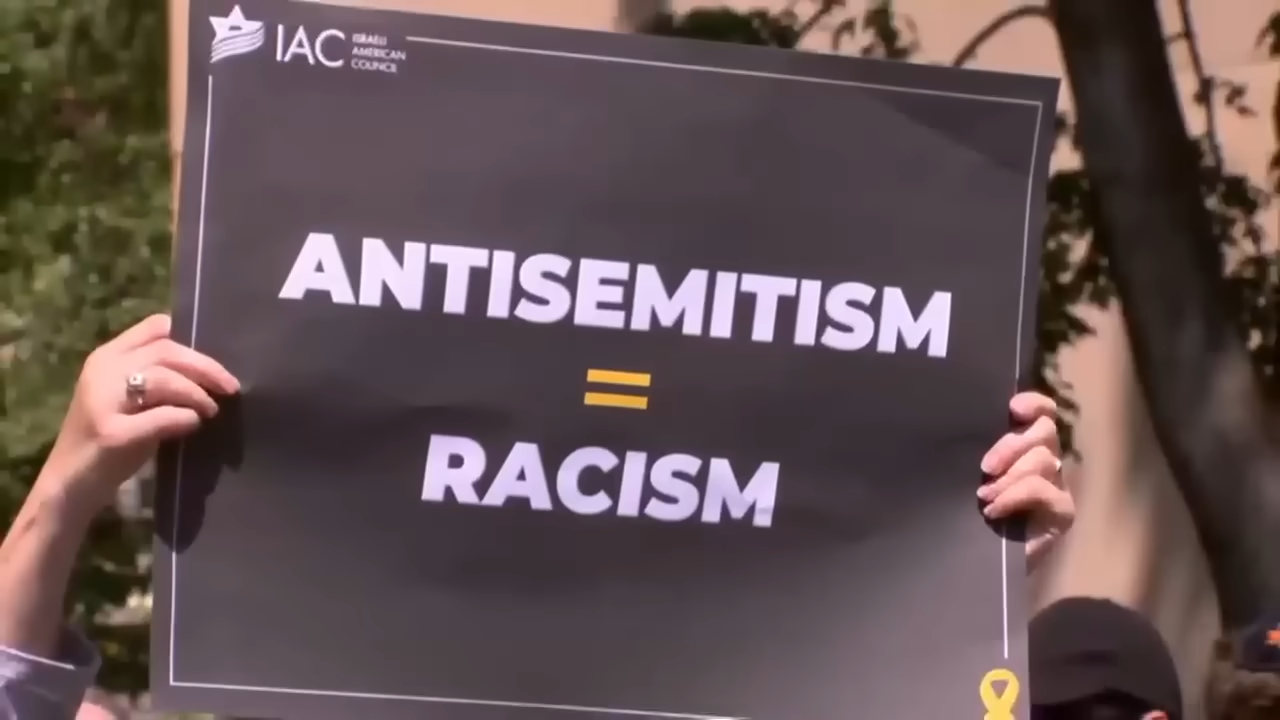 IAC
ISRAELI
AMERICAN
COUNCIL
ANTISEMITISM
=
RACISM